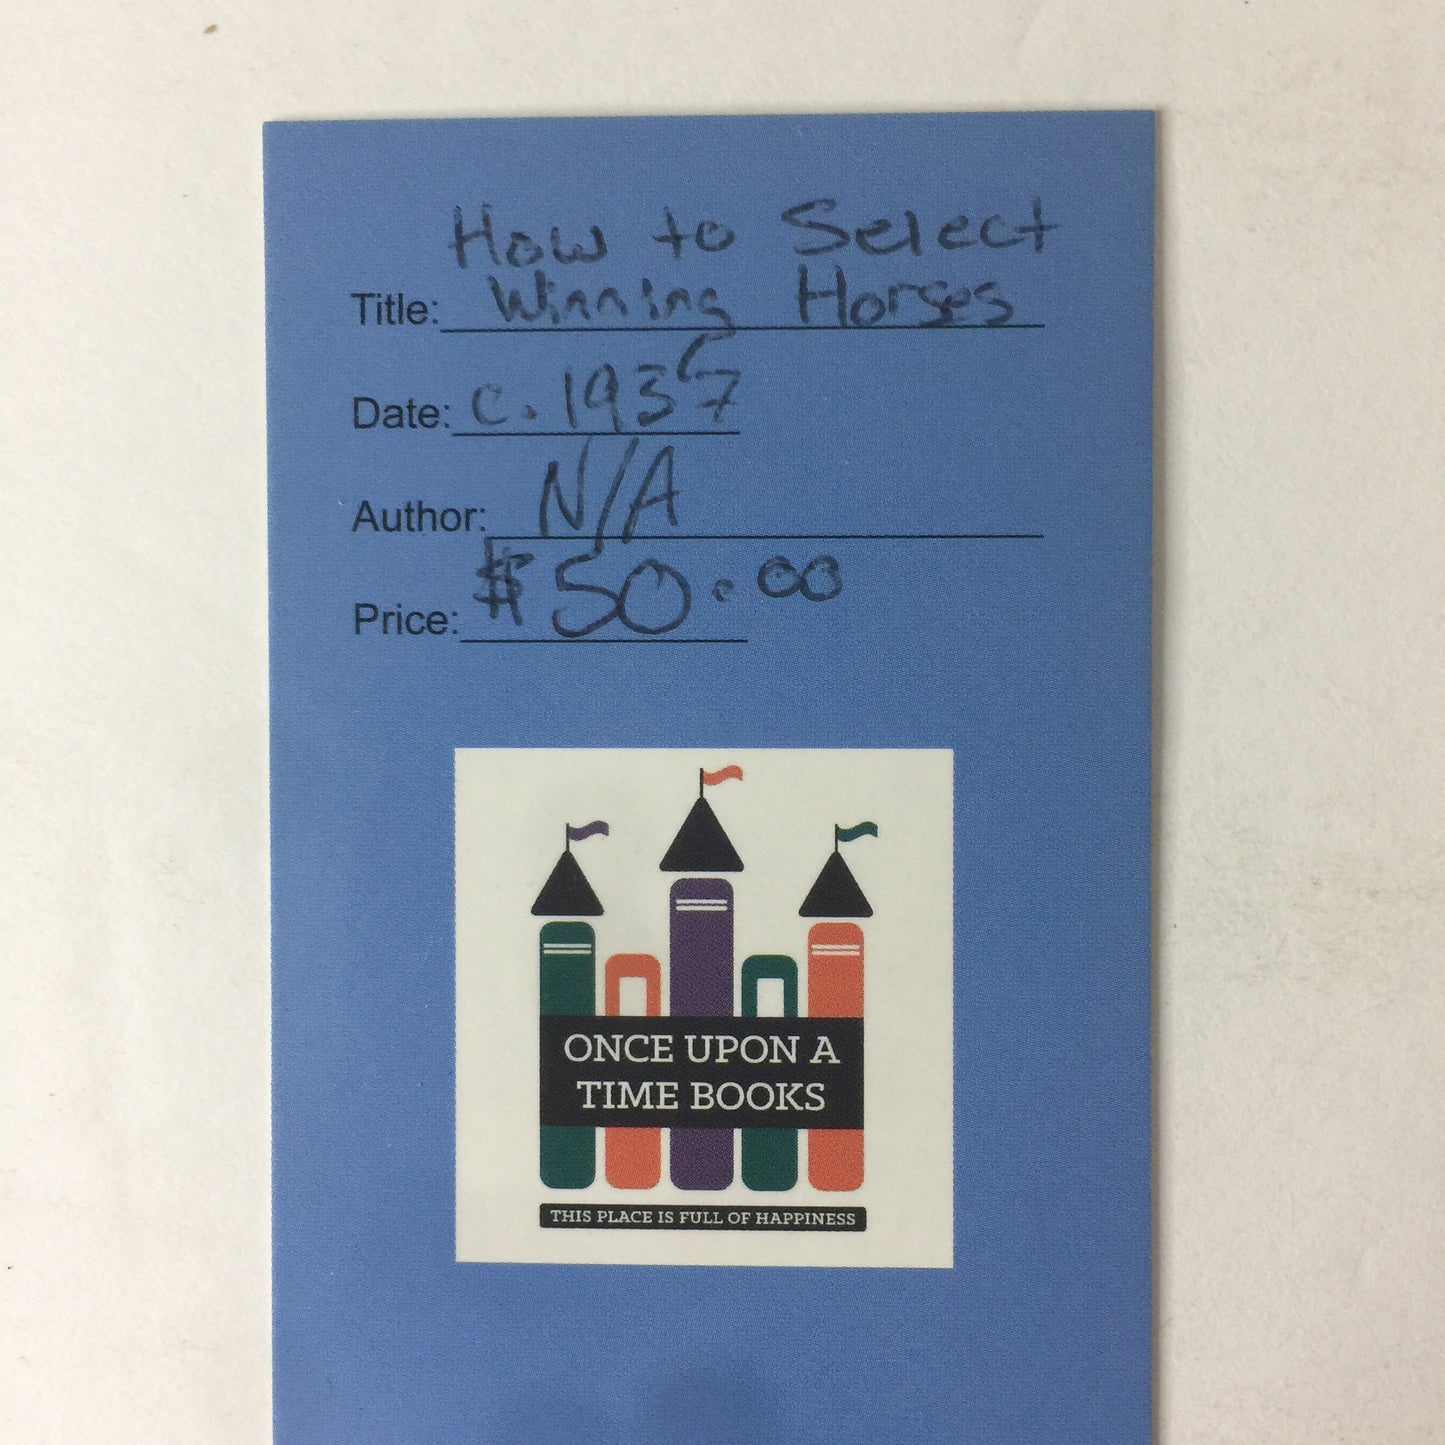 How to Select
Title: Winning Horses
Date: c. 1937
Author: N/A
Price: $50.00
ONCE UPON A
TIME BOOKS
THIS PLACE IS FULL OF HAPPINESS